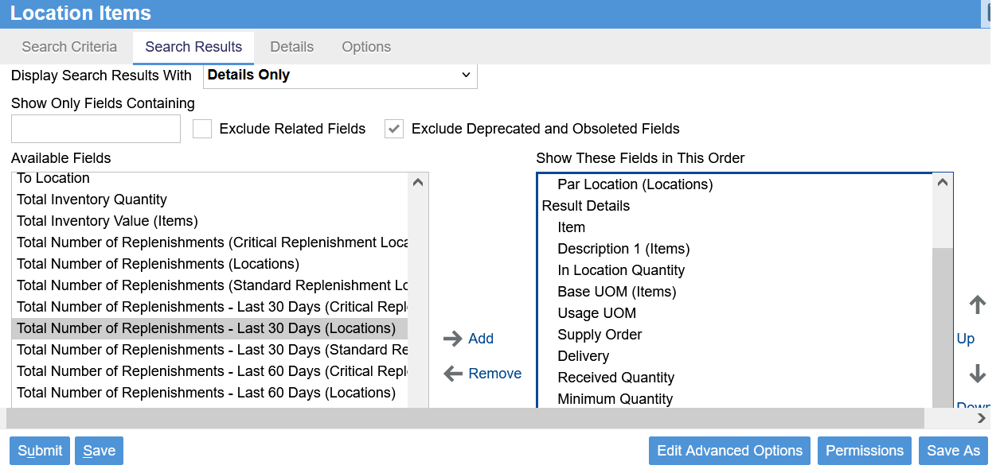 Location Items
Search Criteria
Search Results
Details
Options
Display Search Results With
Details Only
Show Only Fields Containing
Exclude Related Fields
Exclude Deprecated and Obsoleted Fields
Available Fields
To Location
Total Inventory Quantity
Total Inventory Value (Items)
Total Number of Replenishments (Critical Replenishment Loca
Total Number of Replenishments (Locations)
Total Number of Replenishments (Standard Replenishment Lo
Total Number of Replenishments - Last 30 Days (Critical Repl
Total Number of Replenishments - Last 30 Days (Locations)
Total Number of Replenishments - Last 30 Days (Standard Re
Total Number of Replenishments - Last 60 Days (Critical Repl
Total Number of Replenishments - Last 60 Days (Locations)
Add
Remove
Show These Fields in This Order
Par Location (Locations)
Result Details
Item
Description 1 (Items)
In Location Quantity
Base UOM (Items)
Usage UOM
Supply Order
Delivery
Received Quantity
Minimum Quantity
Up
Down
Submit
Save
Edit Advanced Options
Permissions
Save As